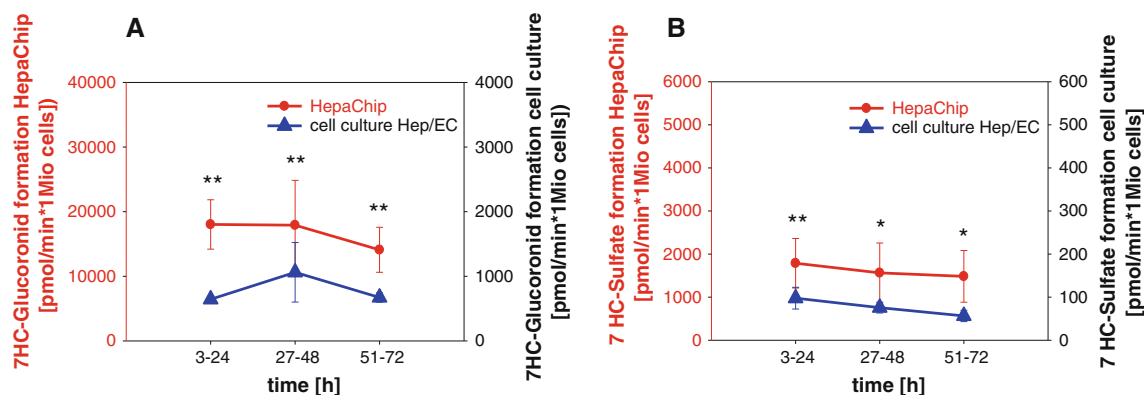 A
7HC-Glucoronid formation HepaChip
[pmol/min*1Mio cells])
40000
30000
20000
10000
0
HepaChip
cell culture Hep/EC
**
**
**
4000
3000
2000
1000
0
7HC-Glucoronid formation cell culture
(pmol/min*1Mio cells)
3-24
27-48
51-72
time [h]
B
7 HC-Sulfate formation HepaChip
[pmol/min*1Mio cells]
6000
5000
4000
3000
2000
1000
0
HepaChip
cell culture Hep/EC
**
*
*
600
500
400
300
200
100
0
7 HC-Sulfate formation cell culture
[pmol/min*1Mio cells]
3-24
27-48
51-72
time [h]